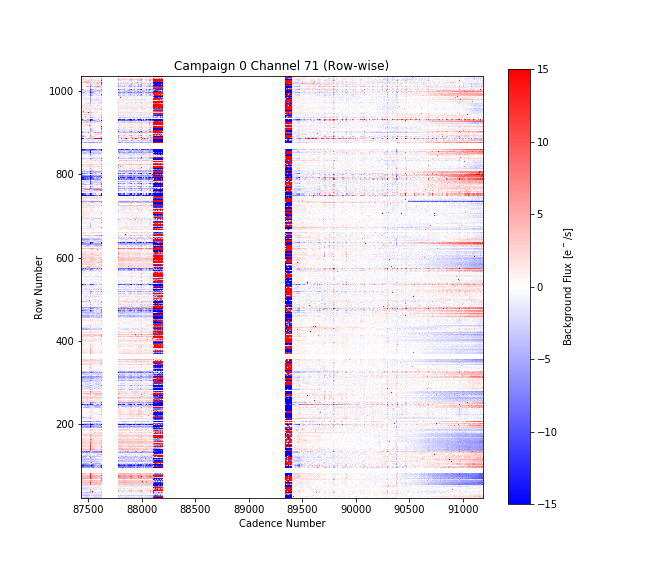 Campaign 0 Channel 71 (Row-wise)
1000
800
600
400
200
Row Number
87500 88000 88500 89000 89500 90000 90500 91000
Cadence Number
15
10
5
0
−5
−10
−15
Background Flux [e⁻/s]